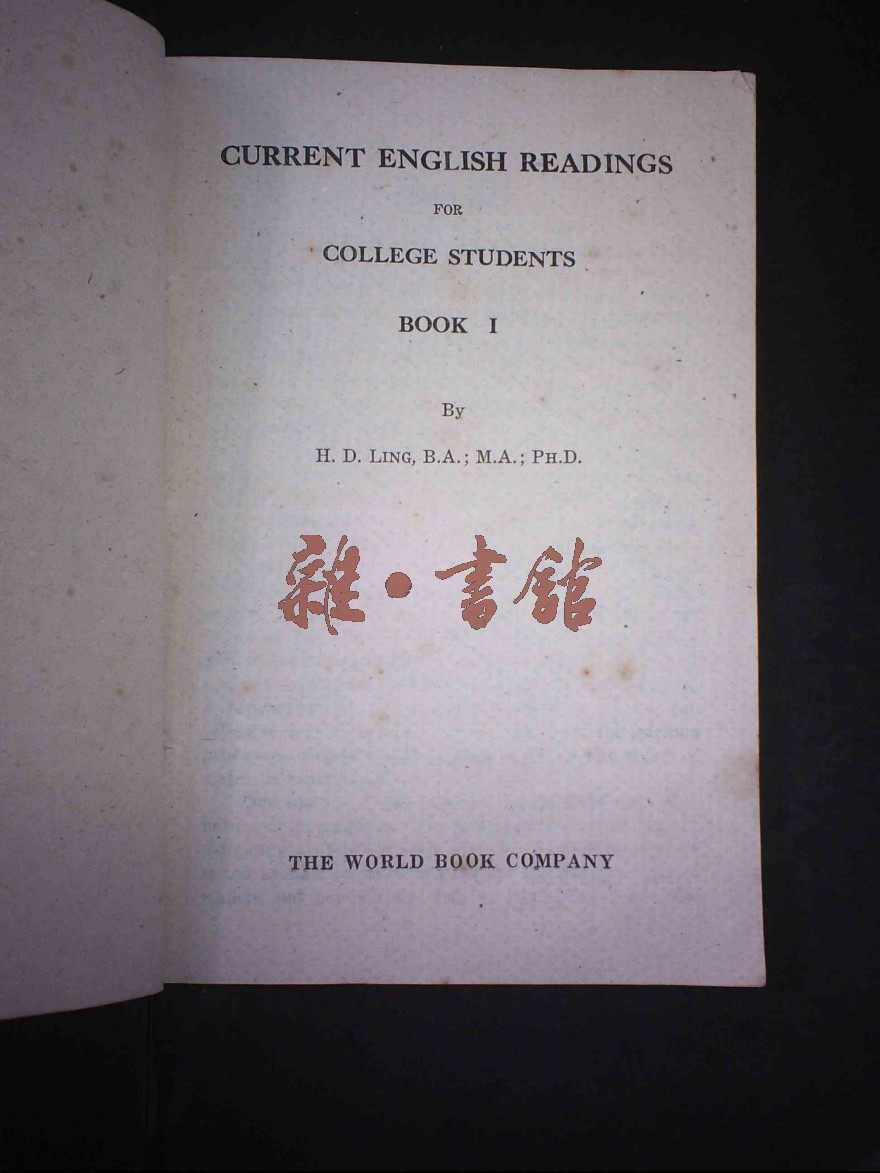 CURRENT ENGLISH READINGS
FOR
COLLEGE STUDENTS
BOOK I
By
H. D. LING, B.A.; M.A.; PH.D.
雜·書館
THE WORLD BOOK COMPANY